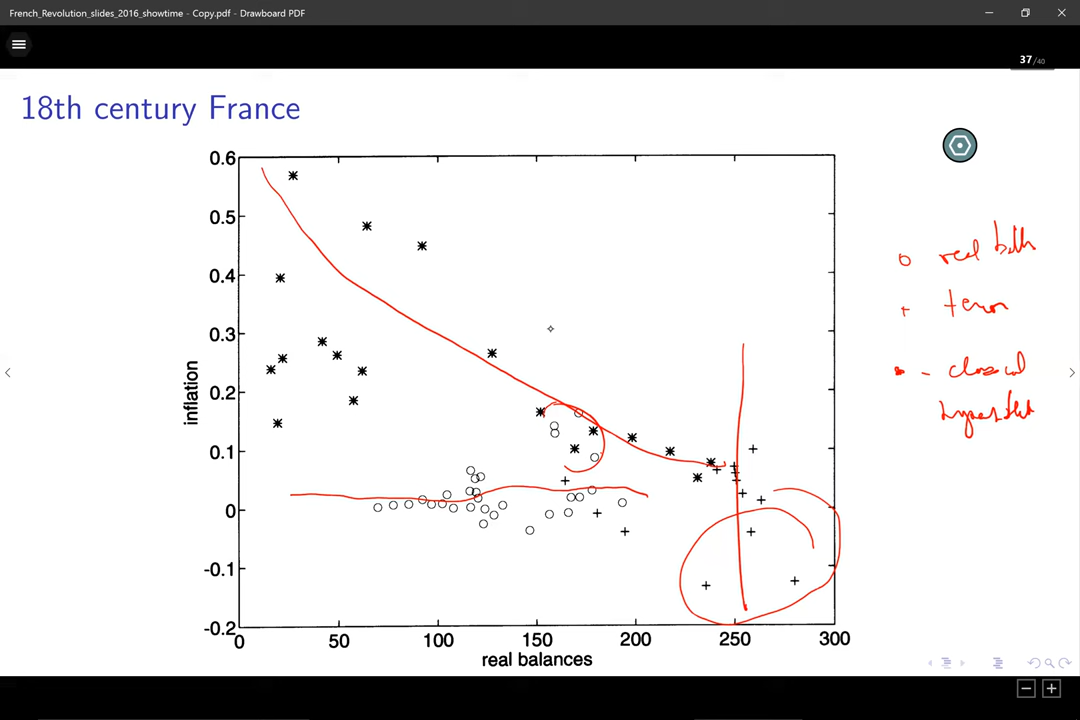 French_Revolution_slides_2016_showtime - Copy.pdf - Drawboard PDF
37/40
18th century France
0.6
0.5
0.4
0.3
0.2
0.1
0
-0.1
-0.2
inflation
0 50 100 150 200 250 300
real balances
o real bills
+ terror
- classical